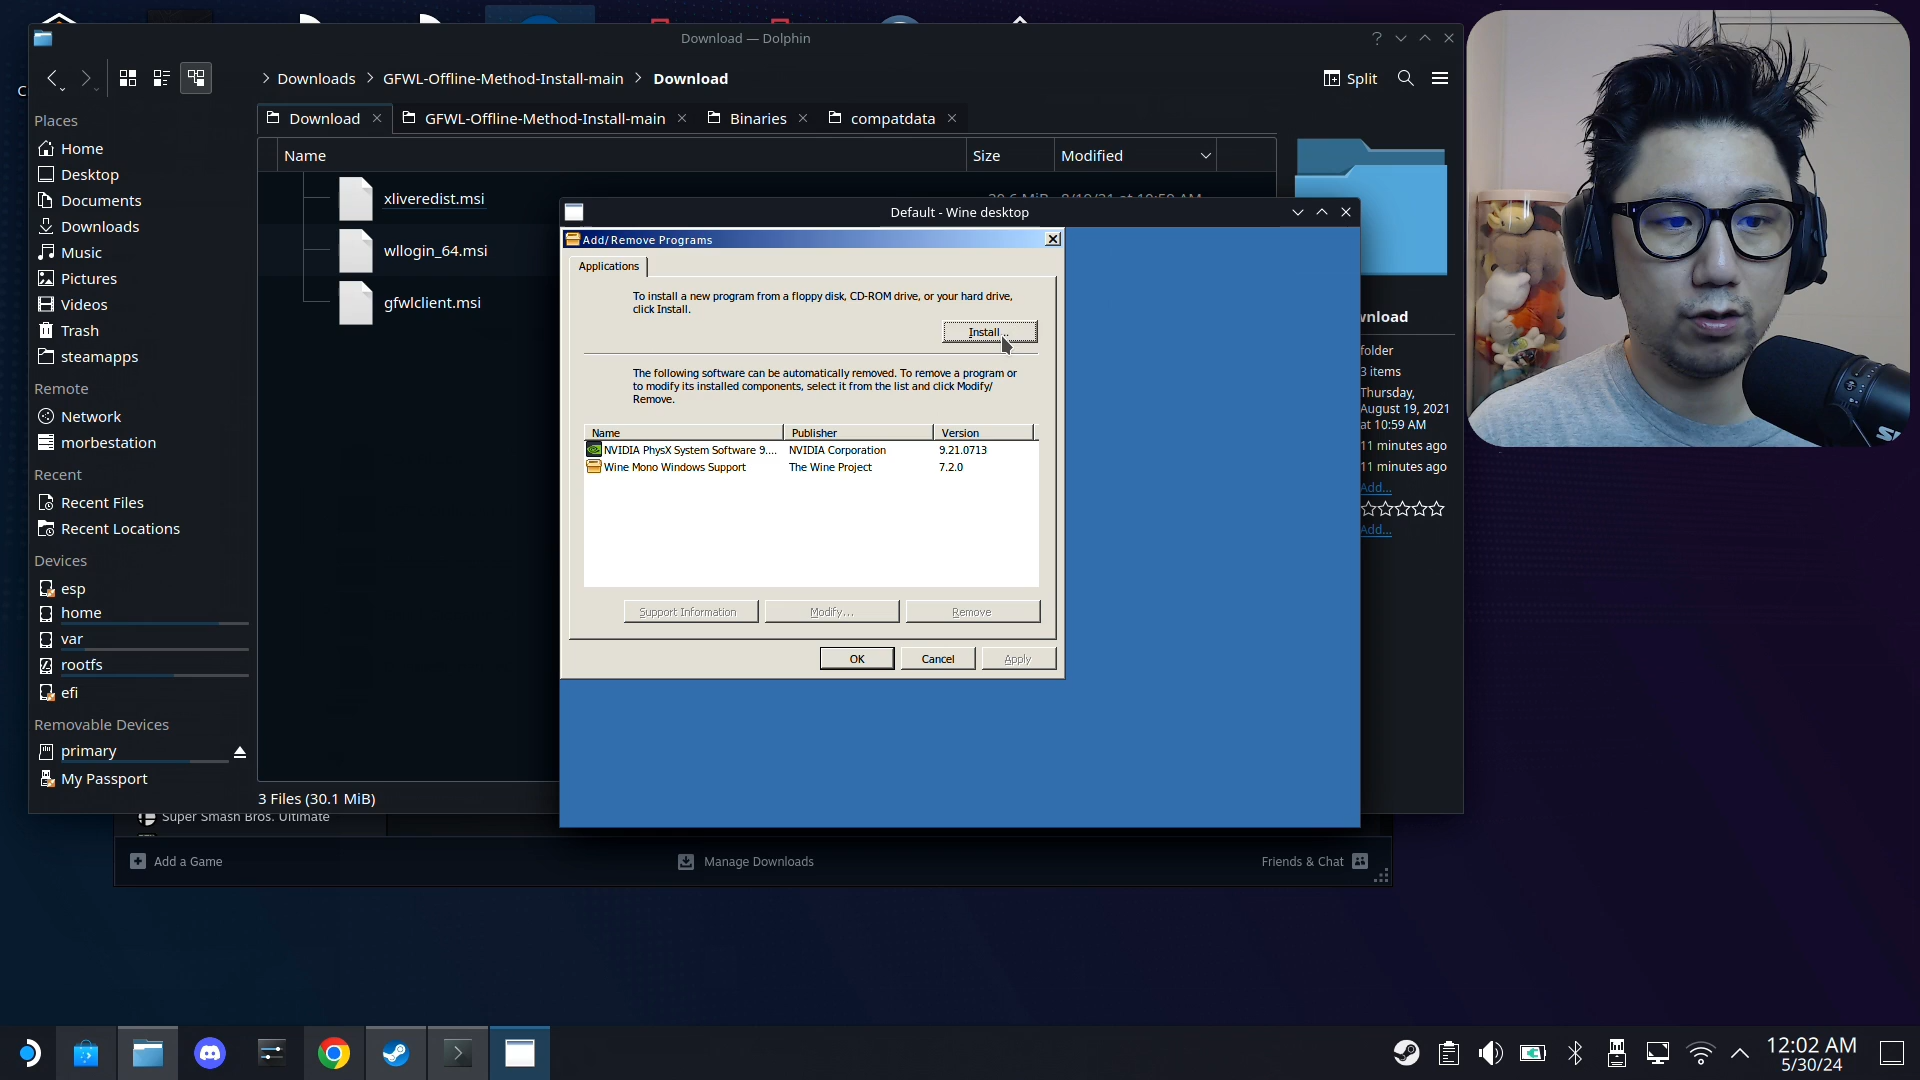 Download — Dolphin
Downloads
GFWL-Offline-Method-Install-main
Download
Split
Places
Home
Desktop
Documents
Downloads
Music
Pictures
Videos
Trash
steamapps
Remote
Network
morbestation
Recent
Recent Files
Recent Locations
Devices
esp
home
var
rootfs
efi
Removable Devices
primary
My Passport
Download
GFWL-Offline-Method-Install-main
Binaries
compatdata
Name
Size
Modified
xliveredist.msi
wllogin_64.msi
gfwlclient.msi
3 Files (30.1 MiB)
Default - Wine desktop
Add/Remove Programs
Applications
To install a new program from a floppy disk, CD-ROM drive, or your hard drive,
click Install.
Install...
The following software can be automatically removed. To remove a program or
to modify its installed components, select it from the list and click Modify/
Remove.
Name Publisher Version
NVIDIA PhysX System Software 9.... NVIDIA Corporation 9.21.0713
Wine Mono Windows Support The Wine Project 7.2.0
Support Information
Modify...
Remove
OK
Cancel
Apply
wnload
folder
3 items
Thursday,
August 19, 2021
at 10:59 AM
11 minutes ago
11 minutes ago
Add...
Add...
Super Smash Bros. Ultimate
Add a Game
Manage Downloads
Friends & Chat
12:02 AM
5/30/24